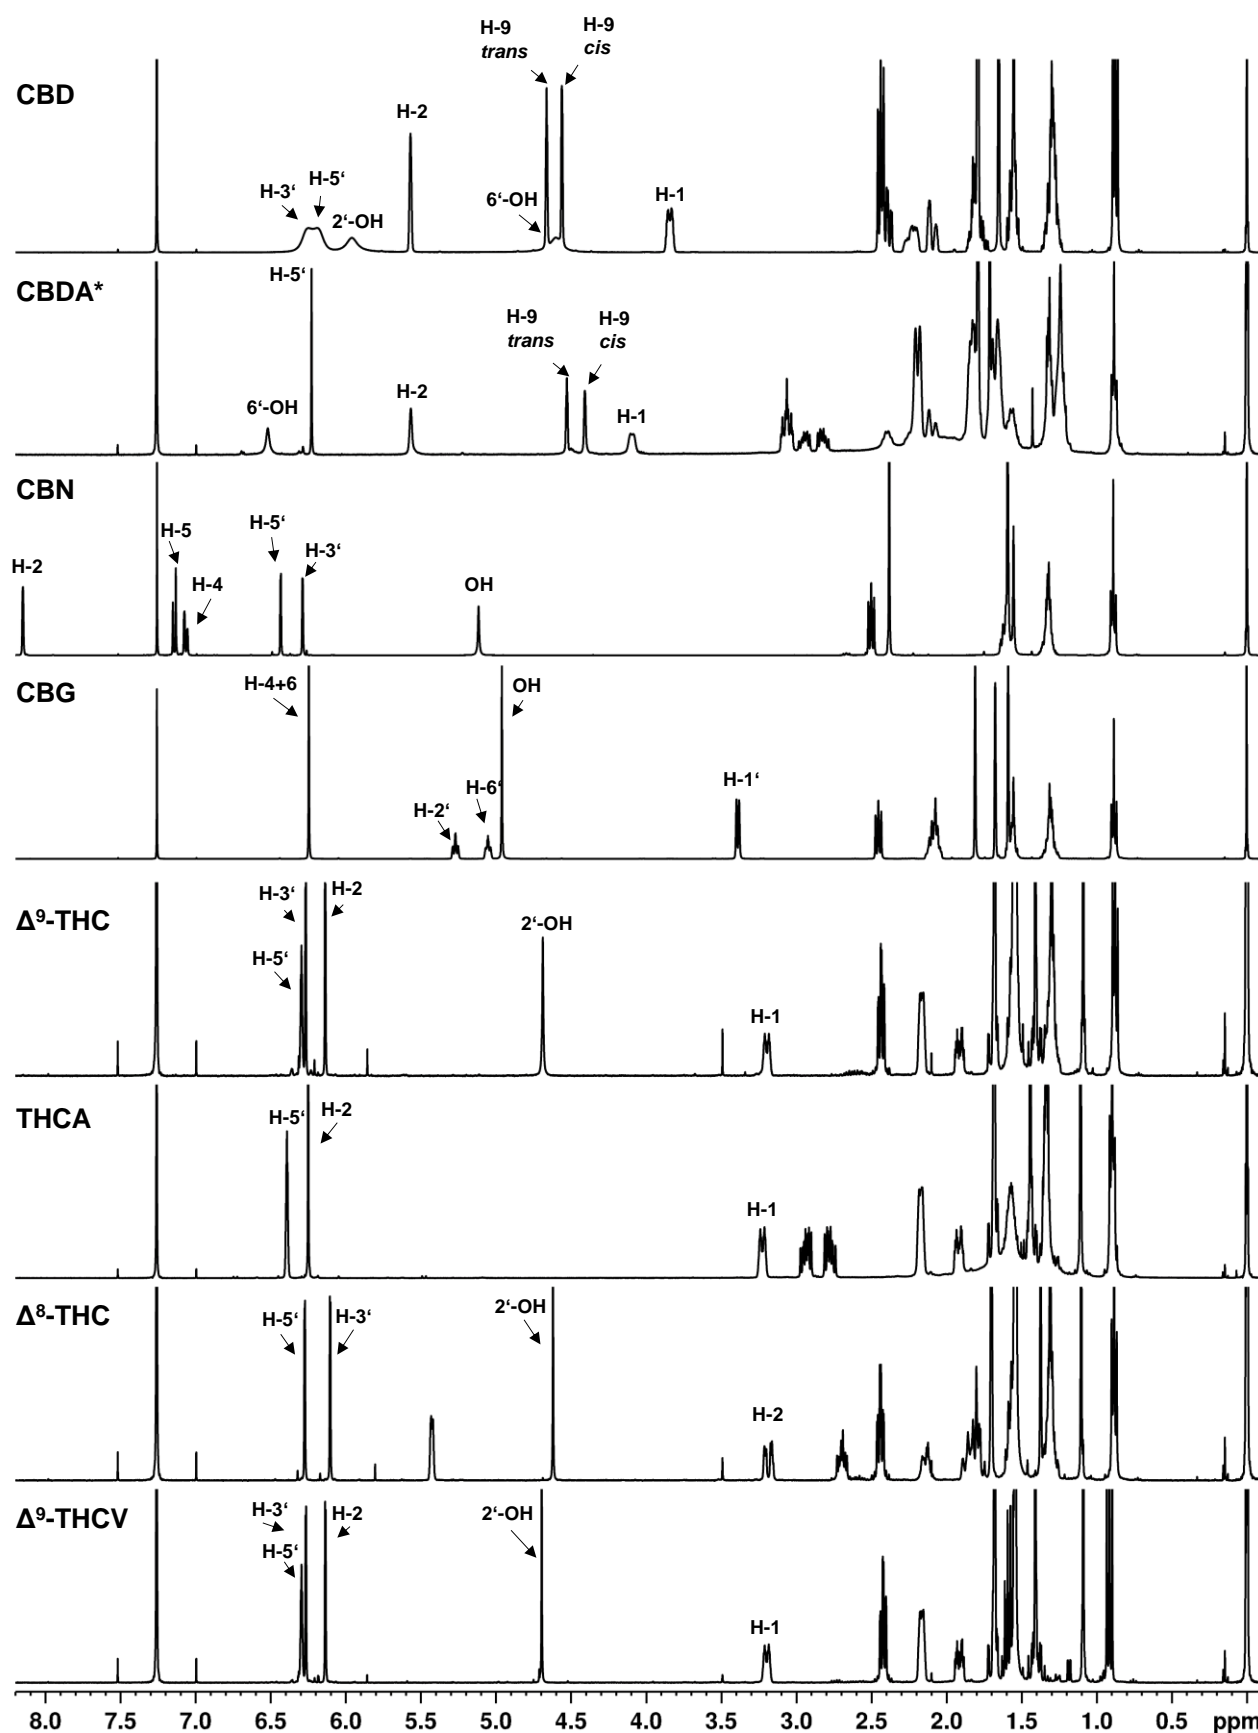 H-9
trans
H-9
cis
CBD
H-2
H-3‘
H-5‘
2‘-OH
6‘-OH
H-1
CBDA*
H-5‘
6‘-OH
H-2
H-9
trans
H-9
cis
H-1
CBN
H-2
H-5
H-4
H-5‘
H-3‘
OH
CBG
H-4+6
OH
H-2‘
H-6‘
H-1‘
Δ⁹-THC
H-3‘
H-2
H-5‘
2‘-OH
H-1
THCA
H-5‘
H-2
H-1
Δ⁸-THC
H-5‘
H-3‘
2‘-OH
H-2
Δ⁹-THCV
H-3‘
H-2
H-5‘
2‘-OH
H-1
8.0 7.5 7.0 6.5 6.0 5.5 5.0 4.5 4.0 3.5 3.0 2.5 2.0 1.5 1.0 0.5 ppm